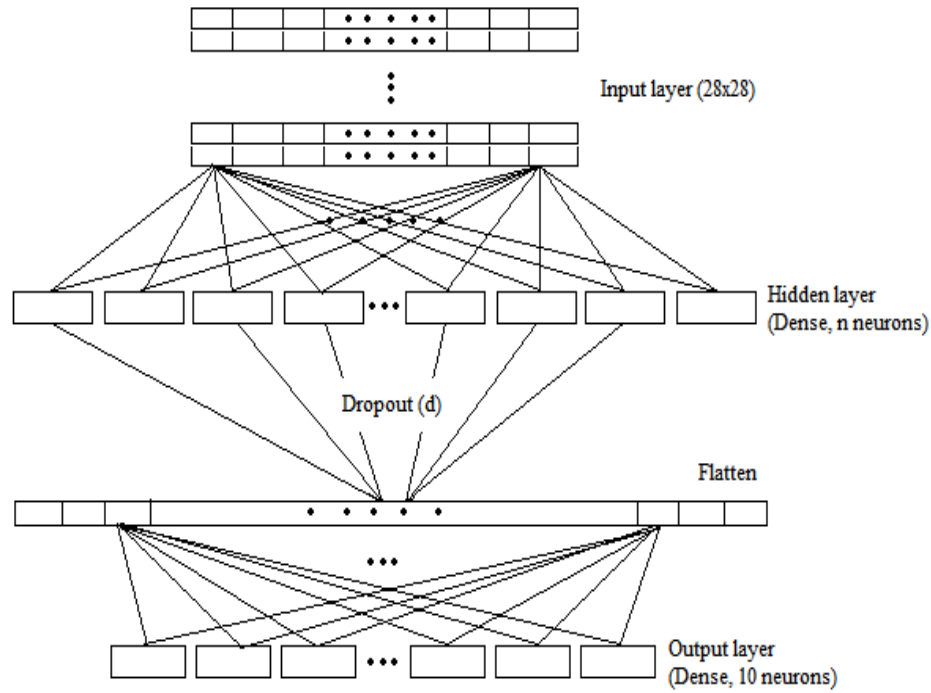 Input layer (28x28)
Hidden layer
(Dense, n neurons)
Dropout (d)
Flatten
Output layer
(Dense, 10 neurons)